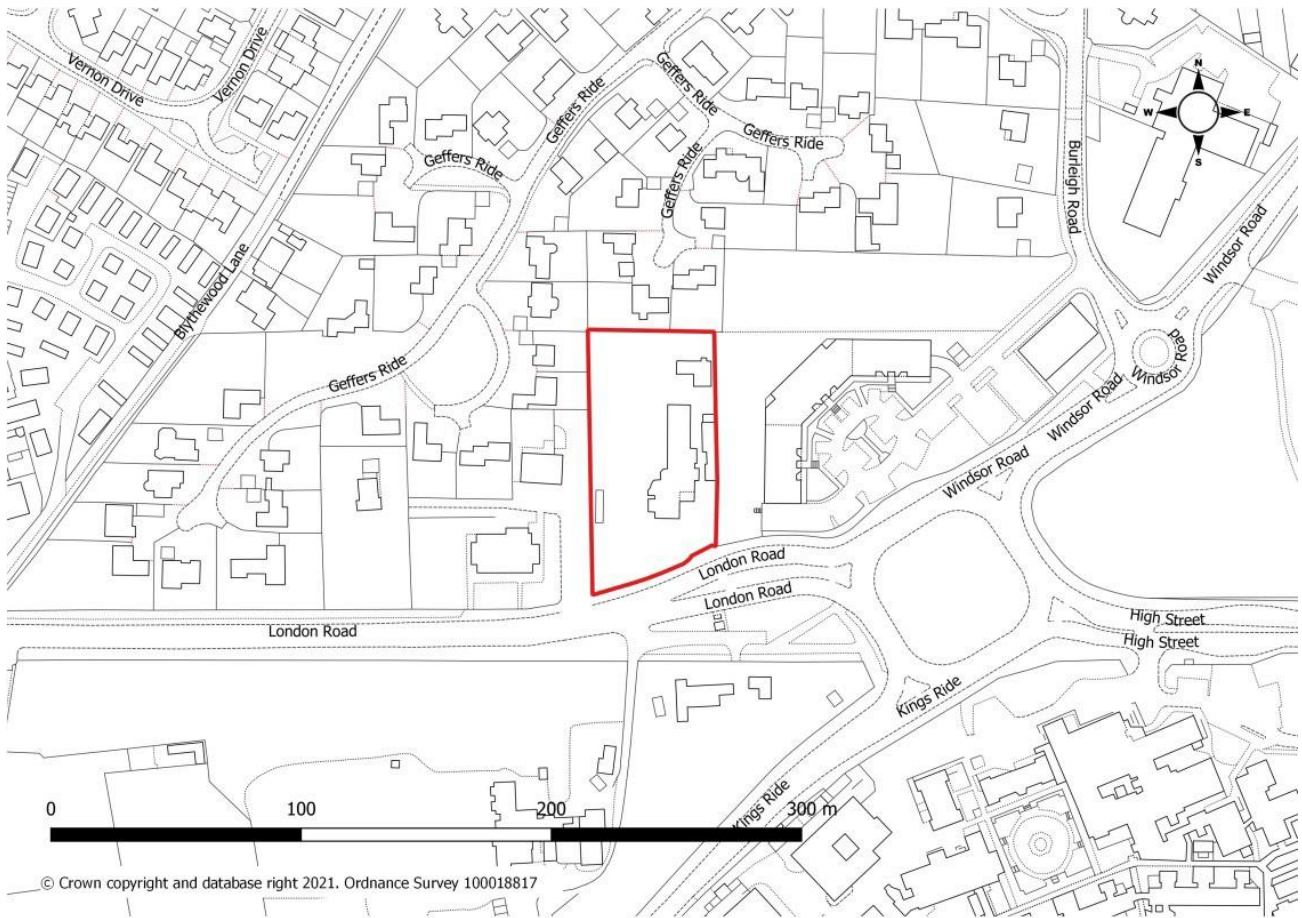 Vernon Drive
Vernon Drive
Geffers Ride
Geffers Ride
Geffers Ride
Geffers Ride
Geffers Ride
N
W E
S
Burleigh Road
Windsor Road
Blythewood Lane
Geffers Ride
Windsor Road
Windsor Road
Windsor Road
London Road
London Road
London Road
High Street
High Street
Kings Ride
Kings Ride
0 100 200 300 m
© Crown copyright and database right 2021. Ordnance Survey 100018817